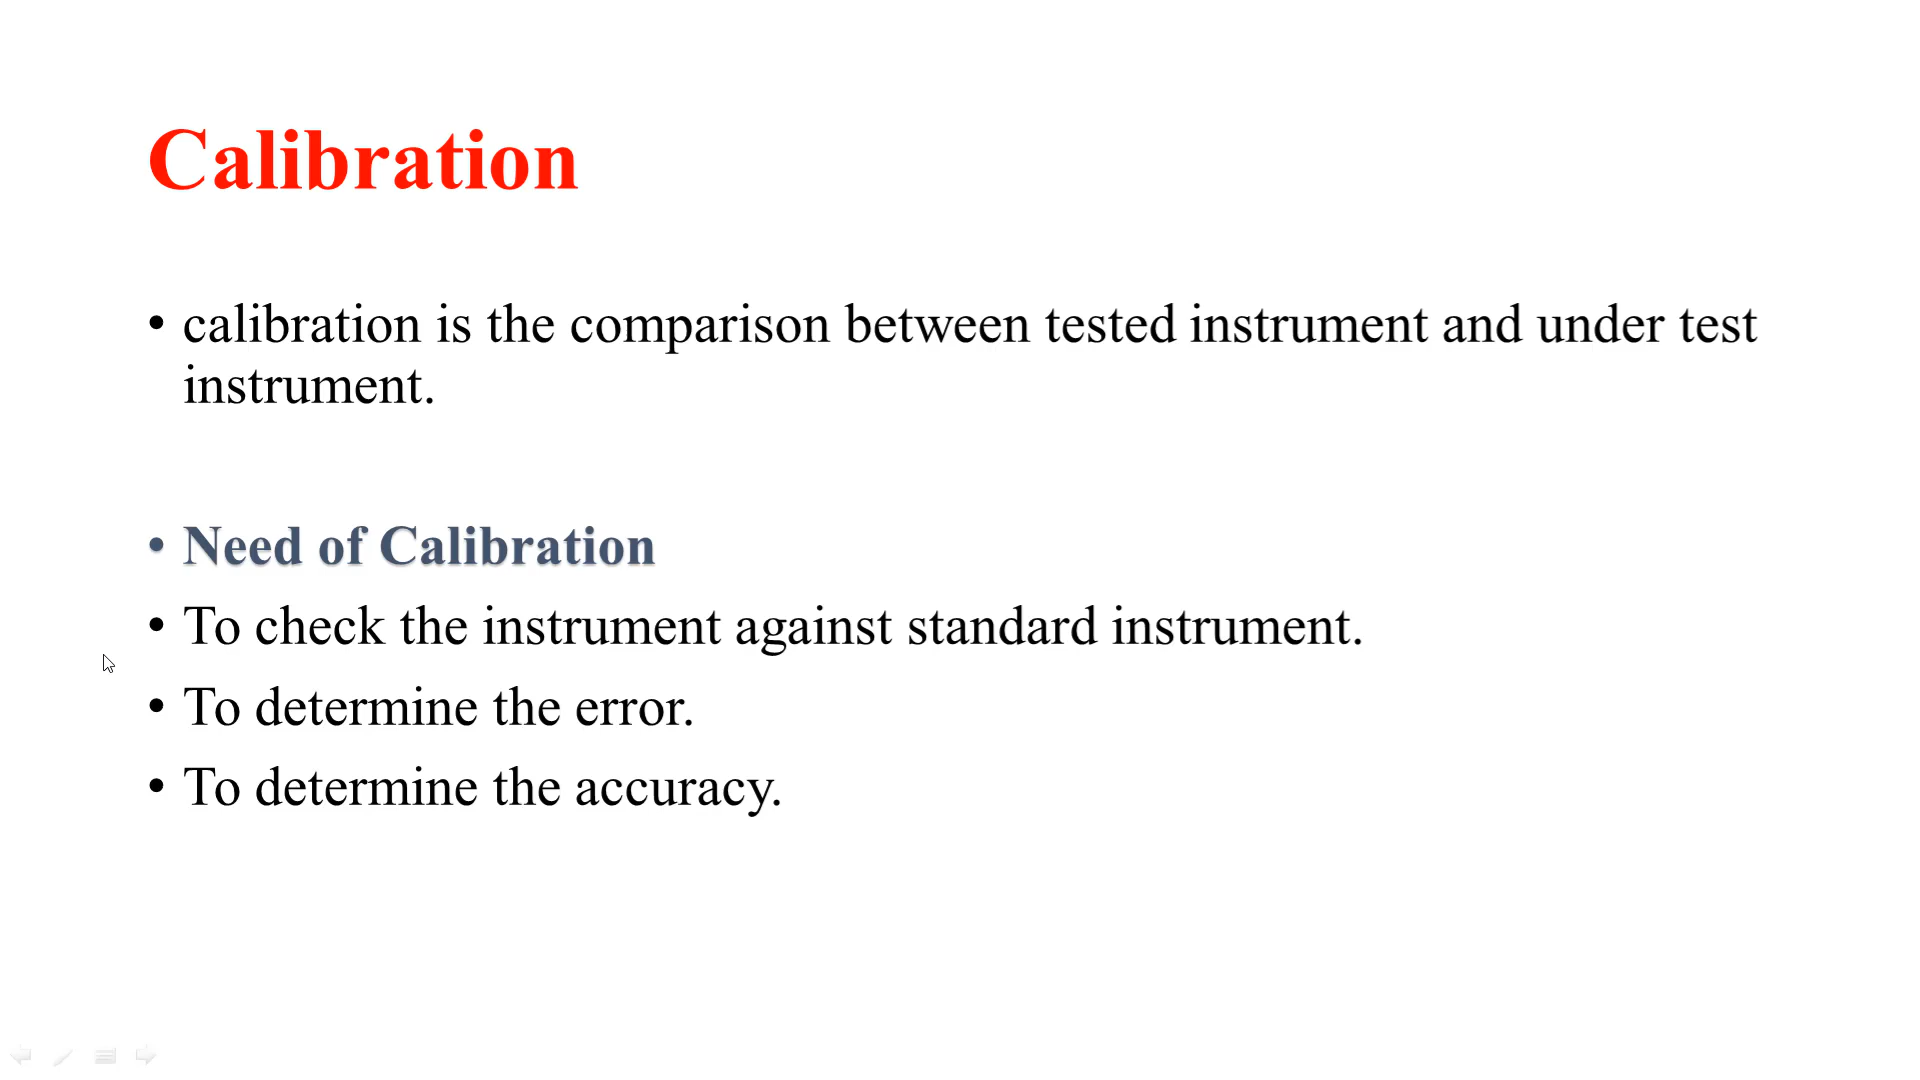 Calibration
• calibration is the comparison between tested instrument and under test
instrument.
• Need of Calibration
• To check the instrument against standard instrument.
• To determine the error.
• To determine the accuracy.